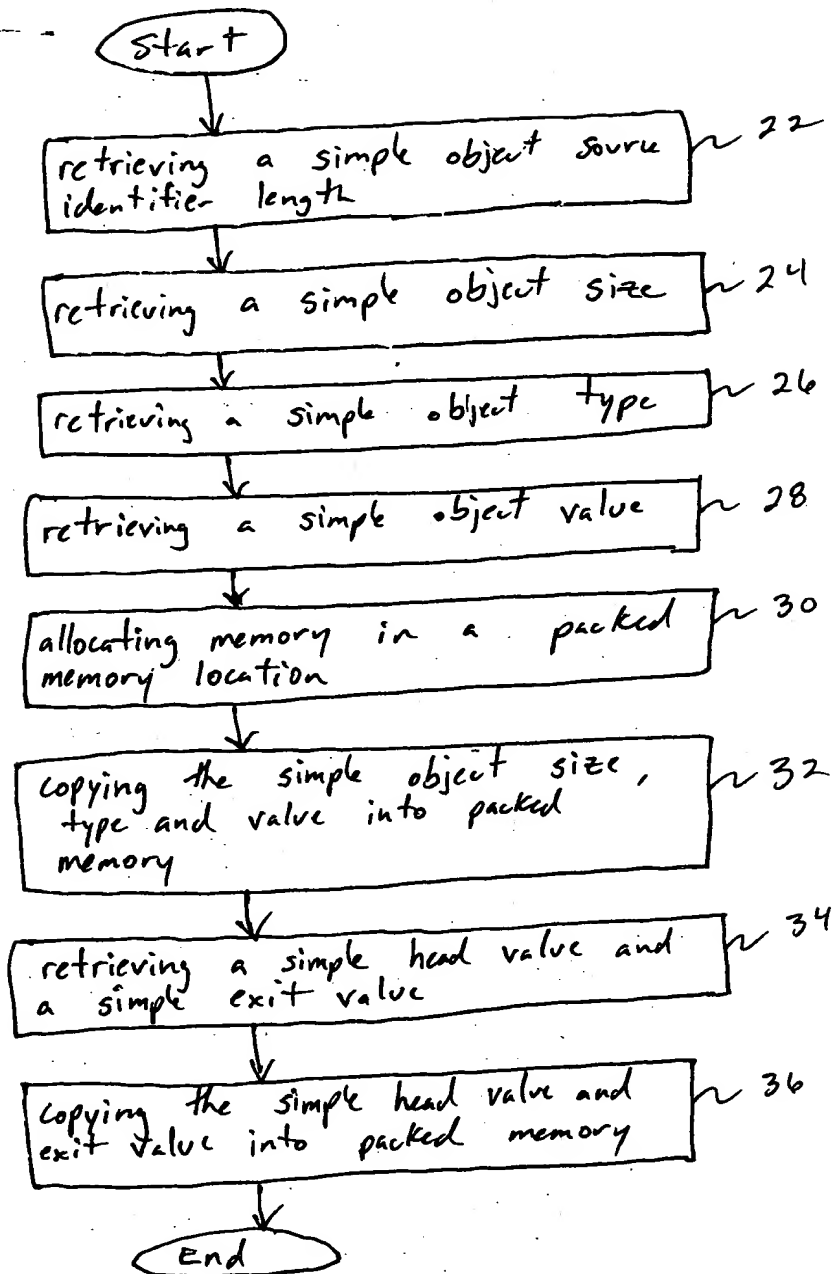 Start
retrieving a simple object source
identifier length
22
retrieving a simple object size
24
retrieving a simple object type
26
retrieving a simple object value
28
allocating memory in a packed
memory location
30
copying the simple object size,
type and value into packed
memory
32
retrieving a simple head value and
a simple exit value
34
copying the simple head value and
exit value into packed memory
36
End